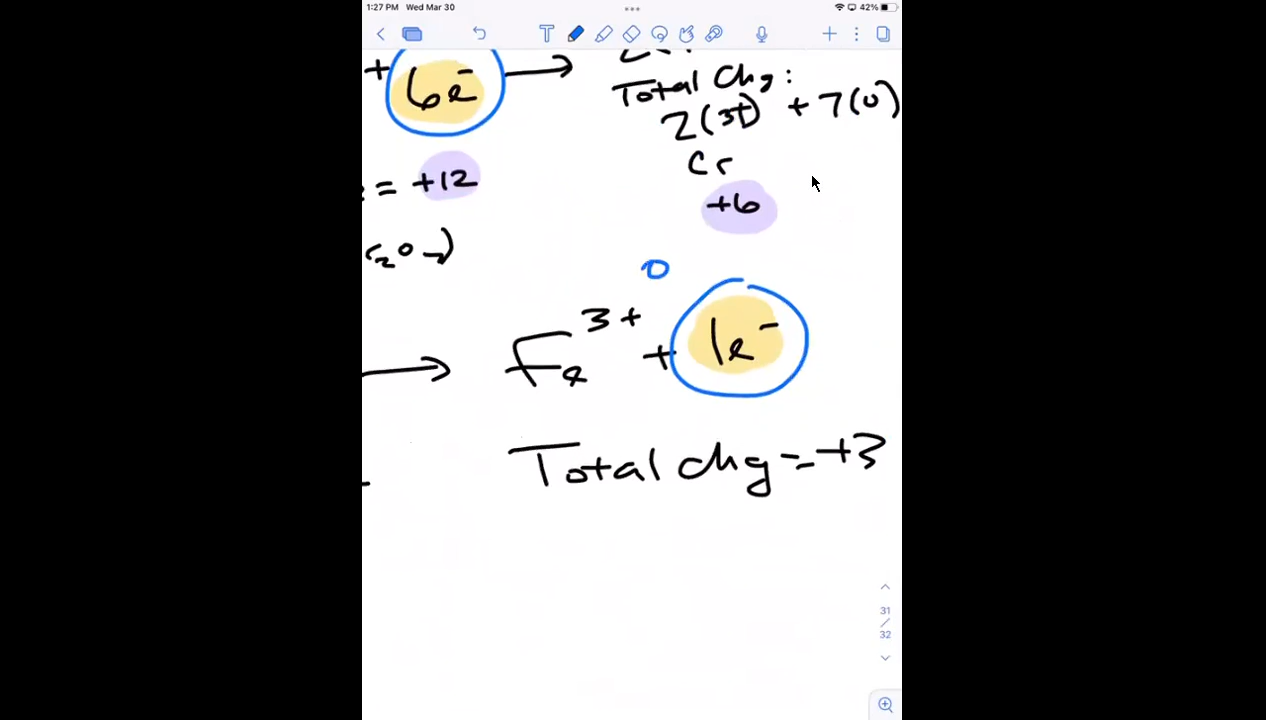 1:27 PM Wed Mar 30
42%
+ 6e⁻ →
Total Chg:
2(3+) + 7(0)
Cr
= +12
+6
₂O₇)
0
→ Fe³⁺ + 1e⁻
Total chg = +3
31
/
32